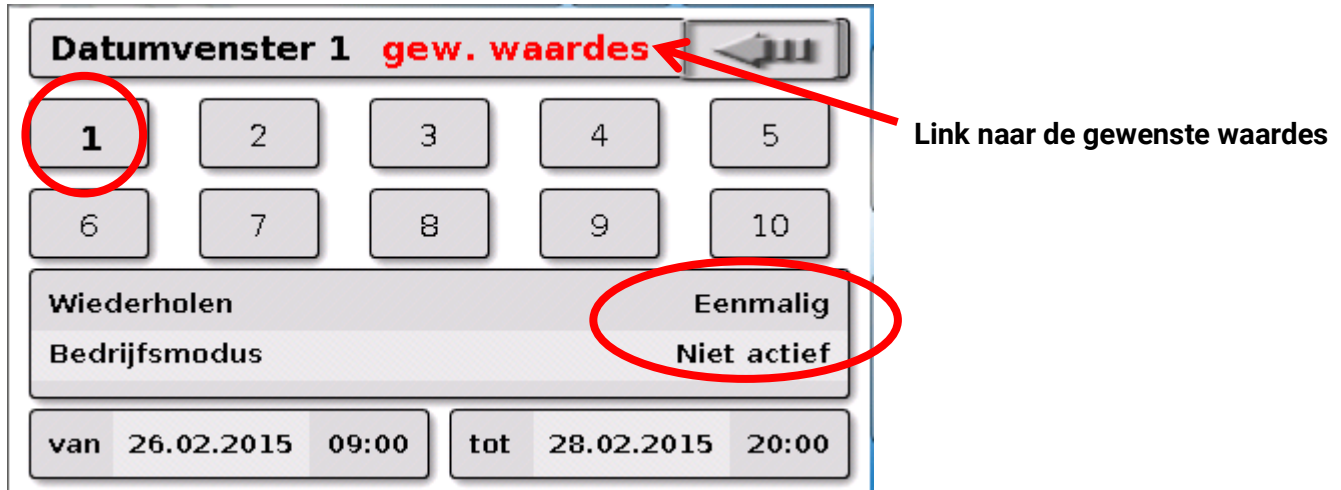 Datumvenster 1 gew. waardes
Link naar de gewenste waardes
1 2 3 4 5
6 7 8 9 10
Wiederholen Eenmalig
Bedrijfsmodus Niet actief
van 26.02.2015 09:00 tot 28.02.2015 20:00